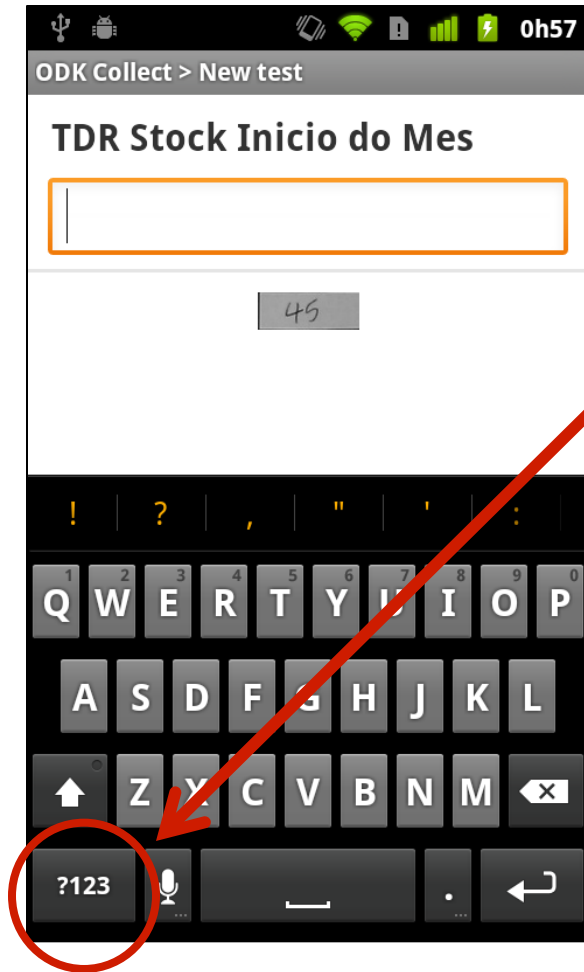 0h57
ODK Collect > New test
TDR Stock Inicio do Mes
45
! ? , " ' :
1 2 3 4 5 6 7 8 9 0
Q W E R T Y U I O P
A S D F G H J K L
Z X C V B N M
?123 .